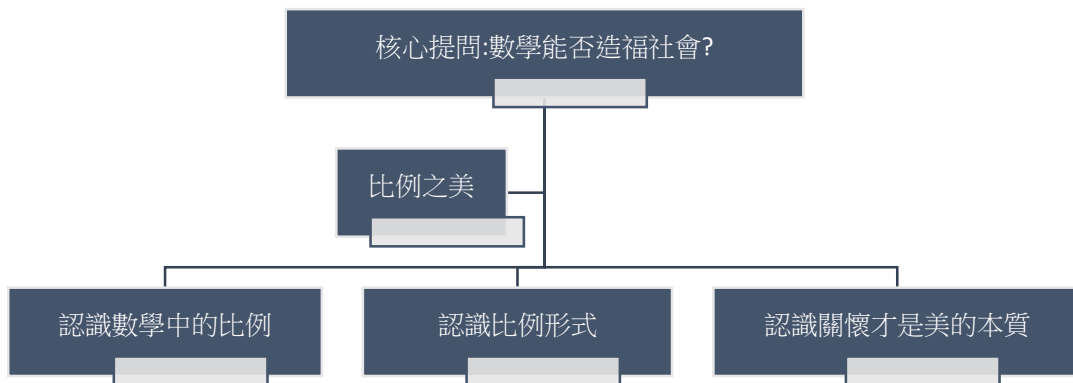 核心提問:數學能否造福社會?
比例之美
認識數學中的比例
認識比例形式
認識關懷才是美的本質